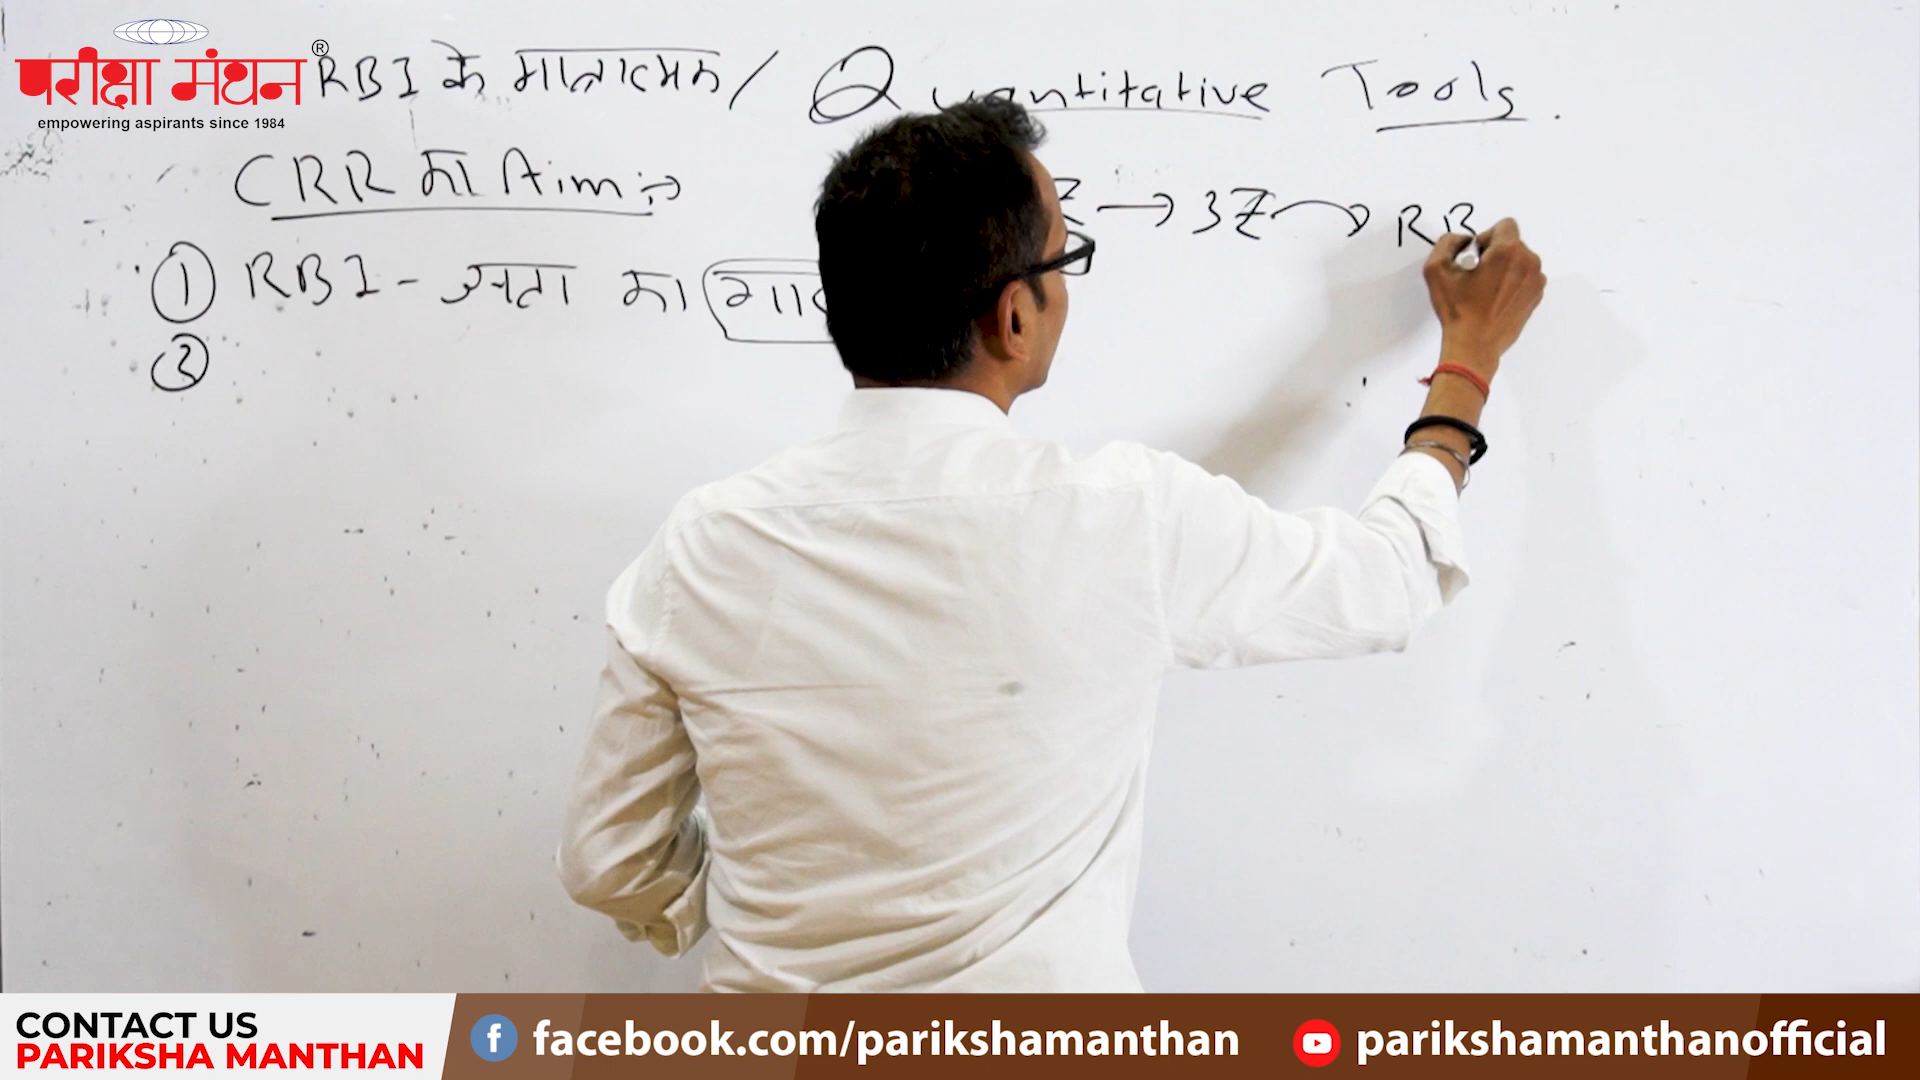 परीक्षा मंथन®
empowering aspirants since 1984
RBI के मात्रात्मक / Quantitative Tools.
CRR का Aim :→
→ 3% → RB
① RBI - जनता का
②
CONTACT US
PARIKSHA MANTHAN
facebook.com/parikshamanthan
parikshamanthanofficial